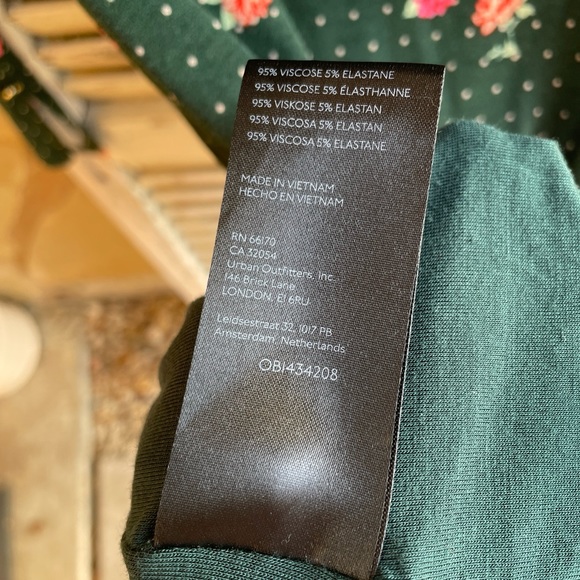 95% VISCOSE 5% ELASTANE
95% VISCOSE 5% ÉLASTHANNE
95% VISKOSE 5% ELASTAN
95% VISCOSA 5% ELASTAN
95% VISCOSA 5% ELASTANE
MADE IN VIETNAM
HECHO EN VIETNAM
RN 66170
CA 32054
Urban Outfitters, Inc.
146 Brick Lane
LONDON, E1 6RU
Leidsestraat 32, 1017 PB
Amsterdam, Netherlands
OB1434208